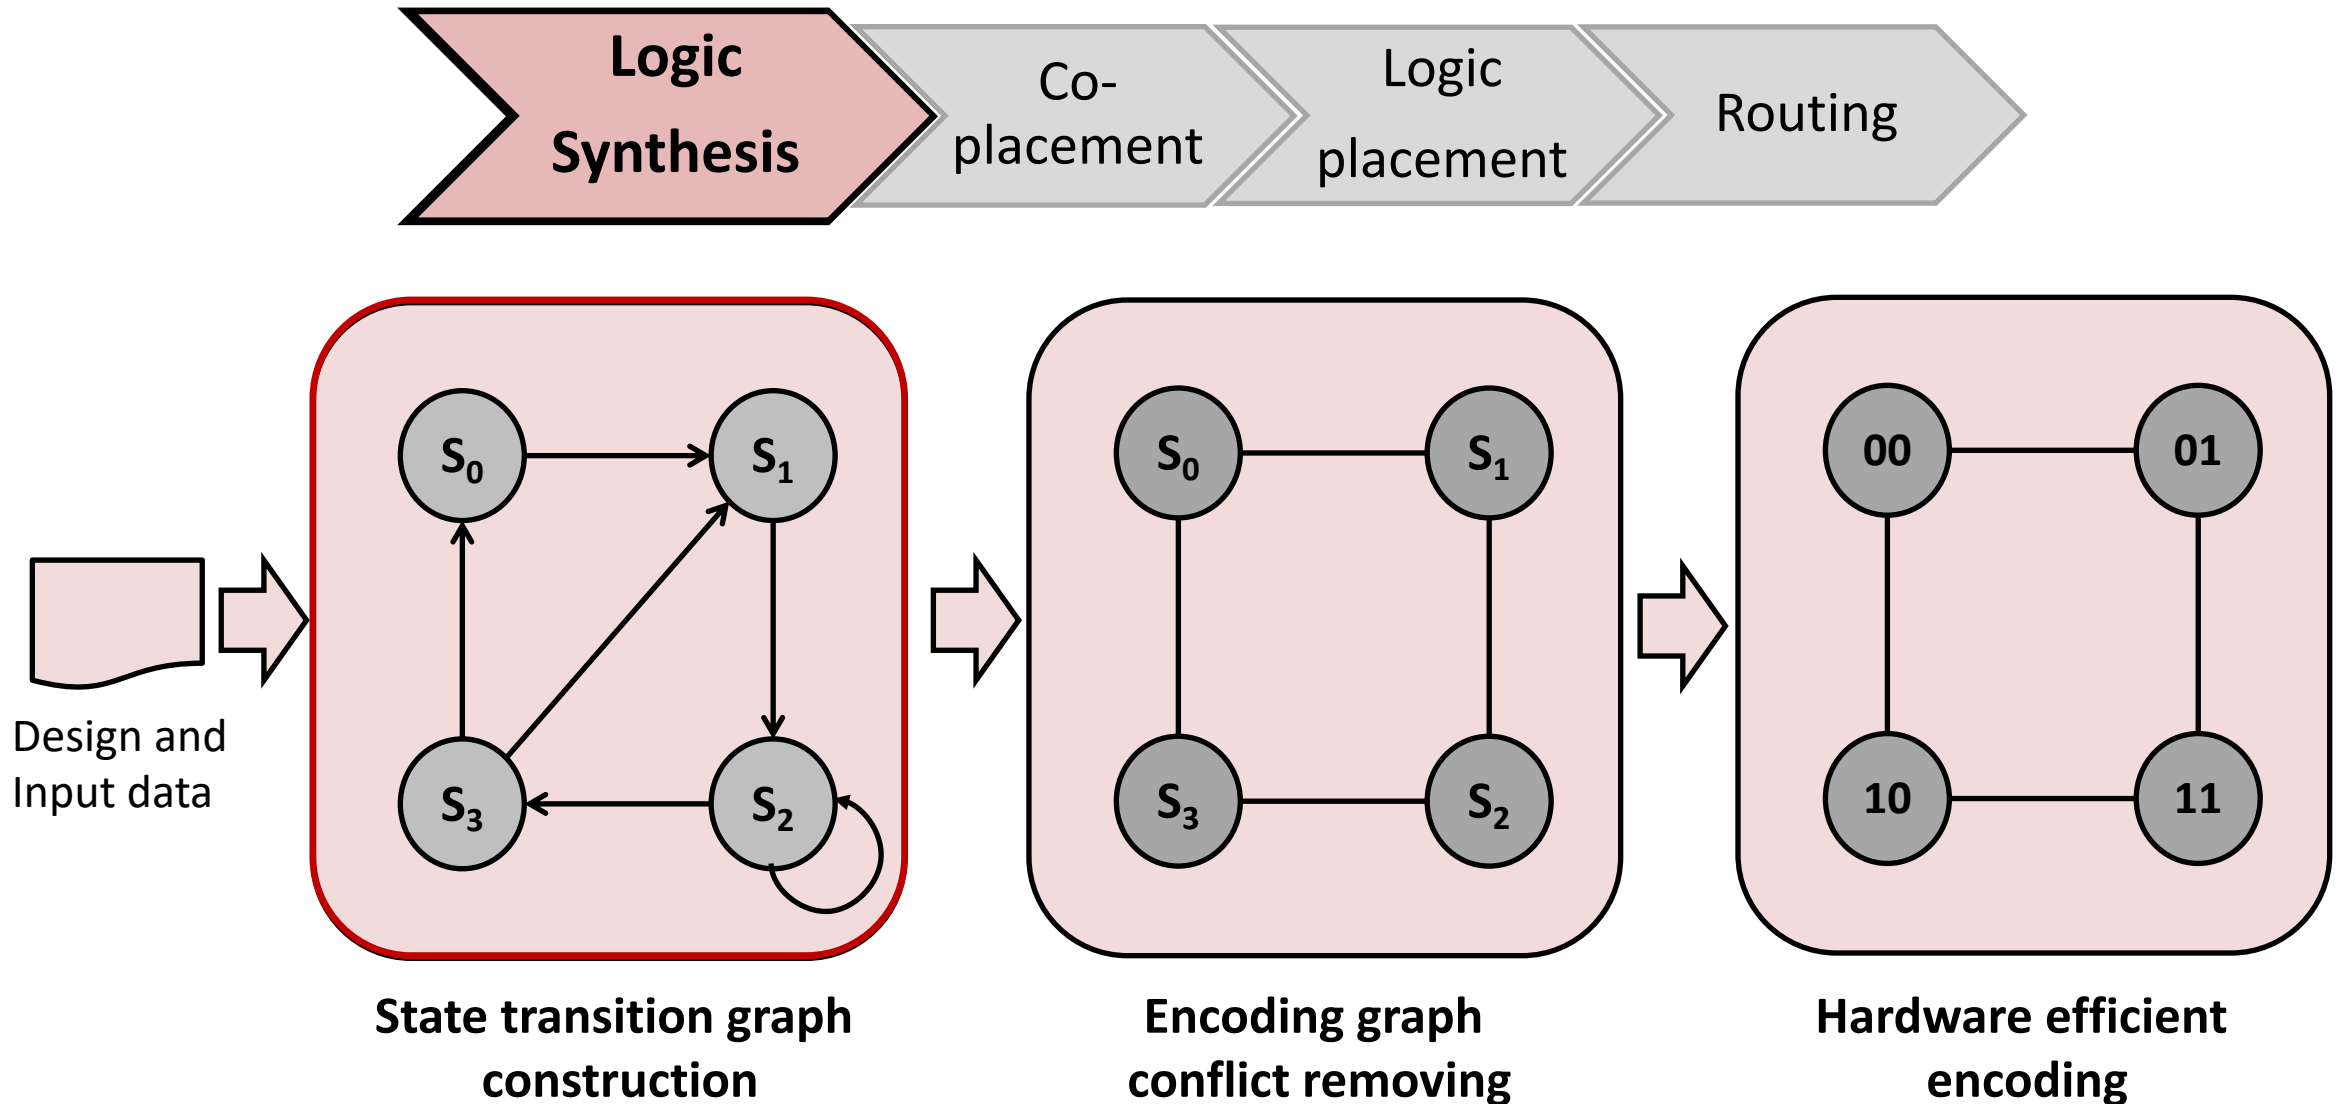 Logic
Synthesis
Co-
placement
Logic
placement
Routing
S0
S1
S3
S2
S0
S1
S3
S2
00
01
10
11
Design and
Input data
State transition graph
construction
Encoding graph
conflict removing
Hardware efficient
encoding